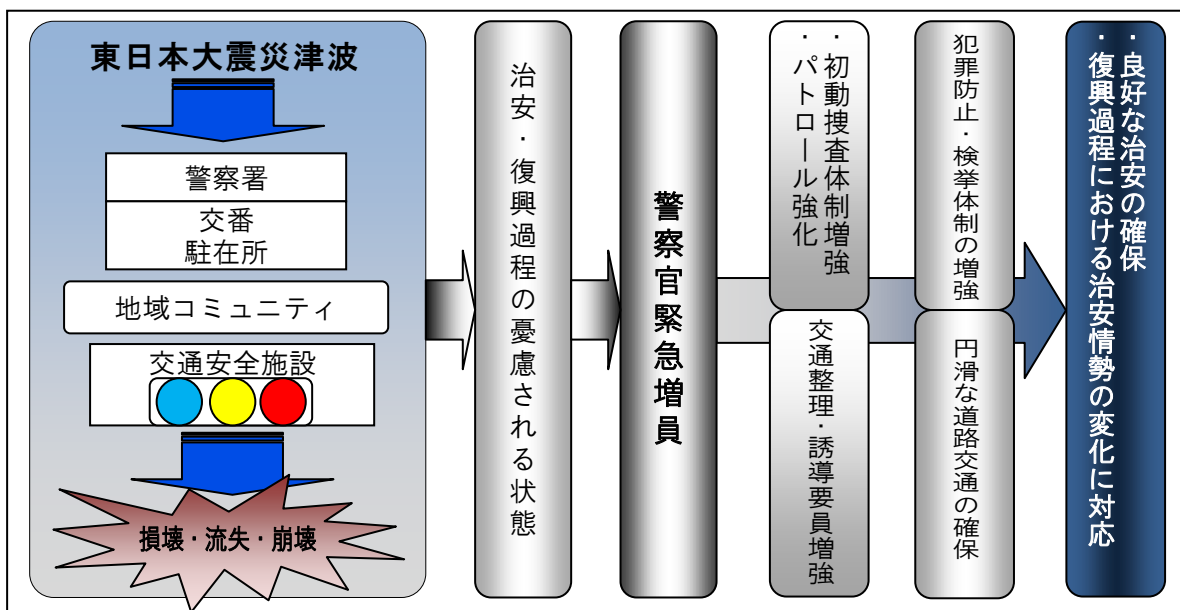 東日本大震災津波
警察署
交番
駐在所
地域コミュニティ
交通安全施設
損壊・流失・崩壊
治安・復興過程の憂慮される状態
警察官緊急増員
・初動捜査体制増強
・パトロール強化
交通整理・誘導要員増強
犯罪防止・検挙体制の増強
円滑な道路交通の確保
・良好な治安の確保
・復興過程における治安情勢の変化に対応